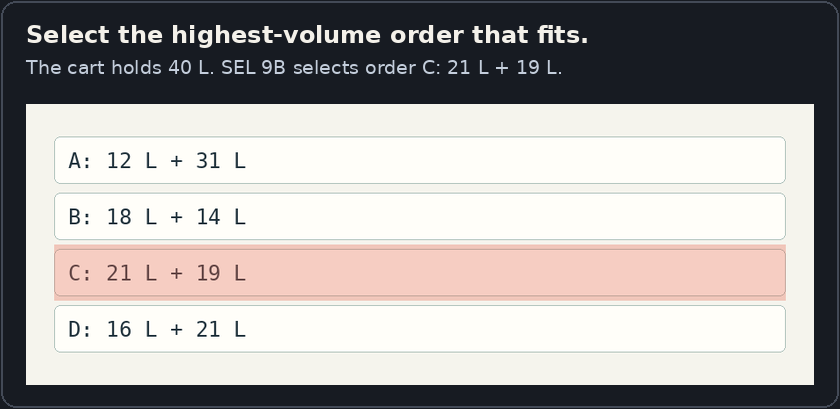 Select the highest-volume order that fits.
The cart holds 40 L. SEL 9B selects order C: 21 L + 19 L.
A: 12 L + 31 L
B: 18 L + 14 L
C: 21 L + 19 L
D: 16 L + 21 L